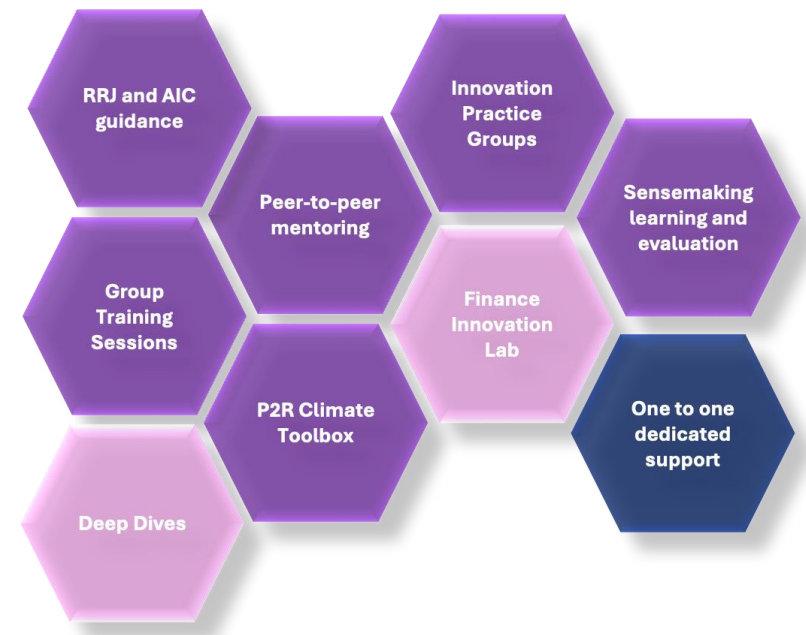 RRJ and AIC
guidance
Innovation
Practice
Groups
Peer-to-peer
mentoring
Sensemaking
learning and
evaluation
Group
Training
Sessions
Finance
Innovation
Lab
P2R Climate
Toolbox
One to one
dedicated
support
Deep Dives